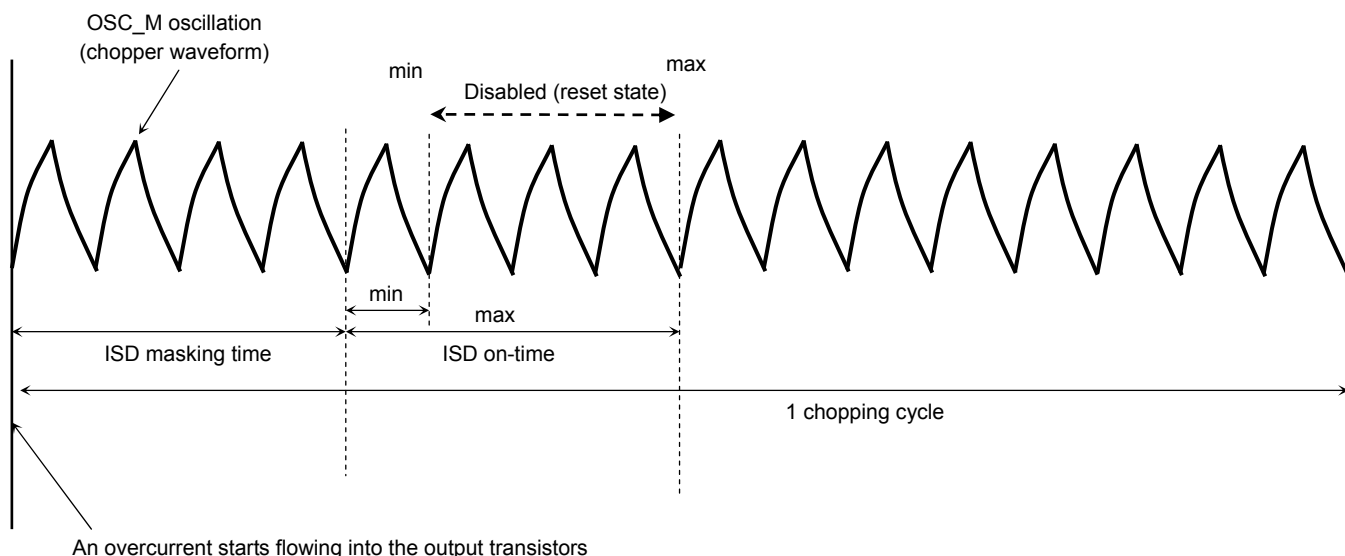 OSC_M oscillation
(chopper waveform)
min
max
Disabled (reset state)
min
max
ISD masking time
ISD on-time
1 chopping cycle
An overcurrent starts flowing into the output transistors